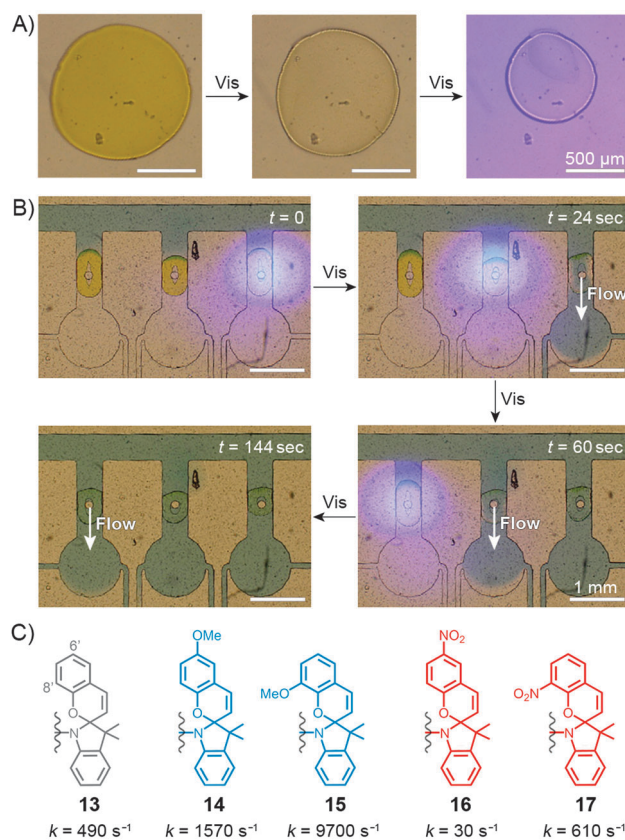 A)
Vis
Vis
500 µm
B)
t = 0
Vis
t = 24 sec
Flow
Vis
t = 144 sec
Flow
Vis
t = 60 sec
Flow
1 mm
C)
6'
8'
O
N
13
k = 490 s⁻¹
OMe
O
N
14
k = 1570 s⁻¹
MeO
O
N
15
k = 9700 s⁻¹
NO₂
O
N
16
k = 30 s⁻¹
O₂N
O
N
17
k = 610 s⁻¹